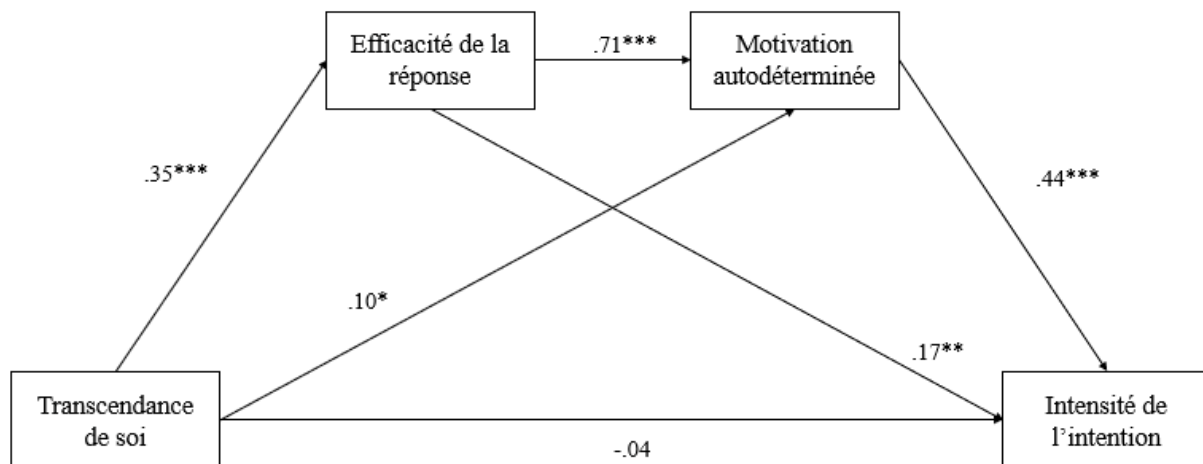 Efficacité de la
réponse
.71***
Motivation
autodéterminée
.35***
.44***
.10*
.17**
Transcendance
de soi
-.04
Intensité de
l’intention